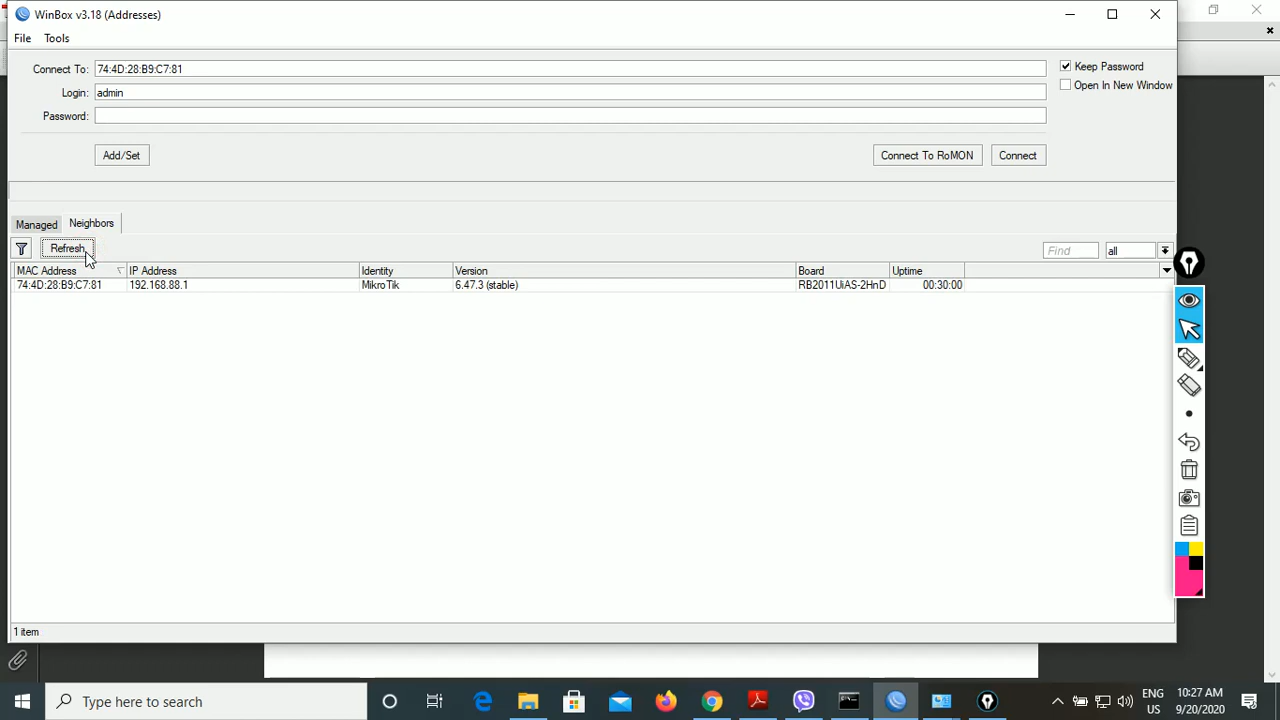 WinBox v3.18 (Addresses)
File Tools
Connect To: 74:4D:28:B9:C7:81
Keep Password
Login: admin
Open In New Window
Password:
Add/Set Connect To RoMON Connect
Managed Neighbors
Refresh Find all
MAC Address IP Address Identity Version Board Uptime
74:4D:28:B9:C7:81 192.168.88.1 MikroTik 6.47.3 (stable) RB2011UiAS-2HnD 00:30:00
1 item
Type here to search
ENG 10:27 AM
US 9/20/2020